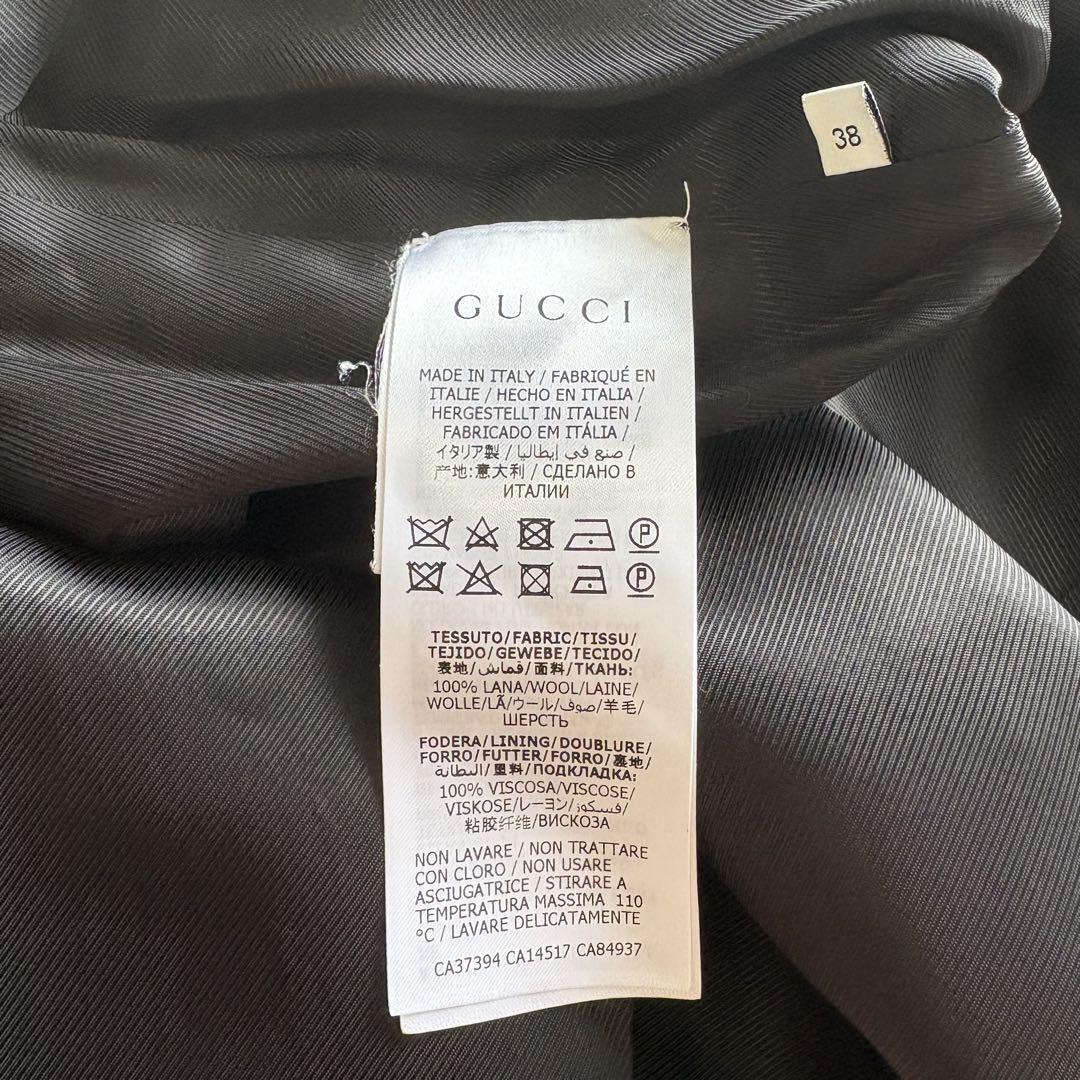 38
GUCCI
MADE IN ITALY / FABRIQUÉ EN
ITALIE / HECHO EN ITALIA /
HERGESTELLT IN ITALIEN /
FABRICADO EM ITÁLIA /
イタリア製 / صنع في إيطاليا /
产地:意大利 / СДЕЛАНО В
ИТАЛИИ
P
P
TESSUTO/FABRIC/TISSU/
TEJIDO/GEWEBE/TECIDO/
表地/قماش/面料/ТКАНЬ:
100% LANA/WOOL/LAINE/
WOLLE/LÃ/ウール/صوف/羊毛/
ШЕРСТЬ
FODERA/LINING/DOUBLURE/
FORRO/FUTTER/FORRO/裏地/
البطانة/里料/ПОДКЛАДКА:
100% VISCOSA/VISCOSE/
VISKOSE/レーヨン/فسكوز/
粘胶纤维/ВИСКОЗА
NON LAVARE / NON TRATTARE
CON CLORO / NON USARE
ASCIUGATRICE / STIRARE A
TEMPERATURA MASSIMA 110
°C / LAVARE DELICATAMENTE
CA37394 CA14517 CA84937